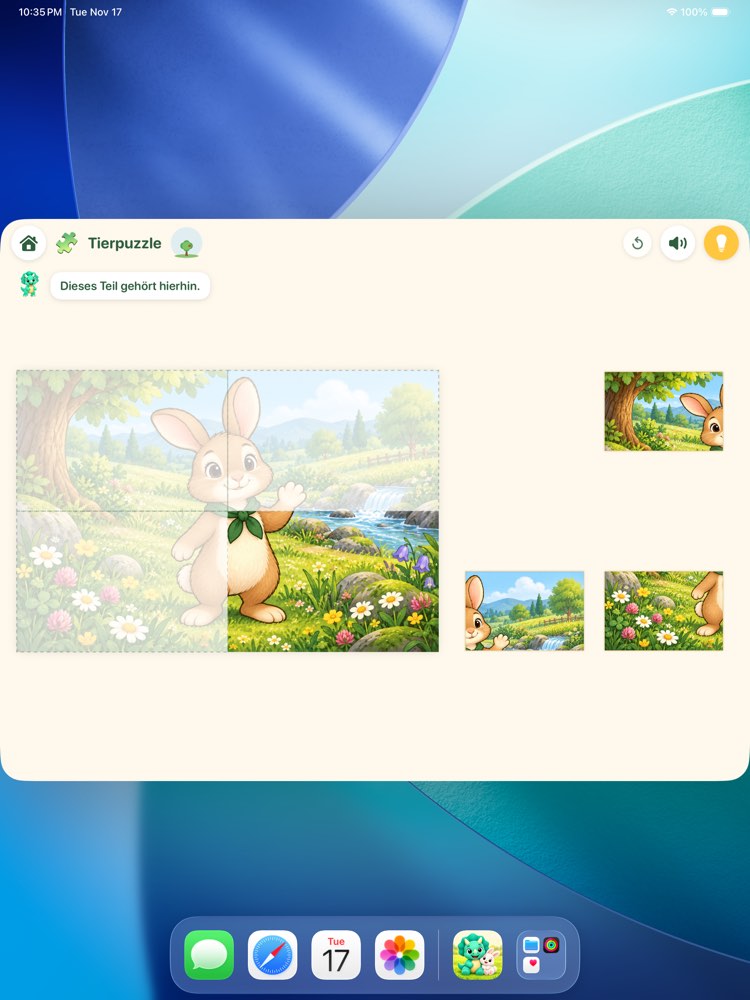 10:35 PM Tue Nov 17
100%
Tierpuzzle
Dieses Teil gehört hierhin.
Tue
17